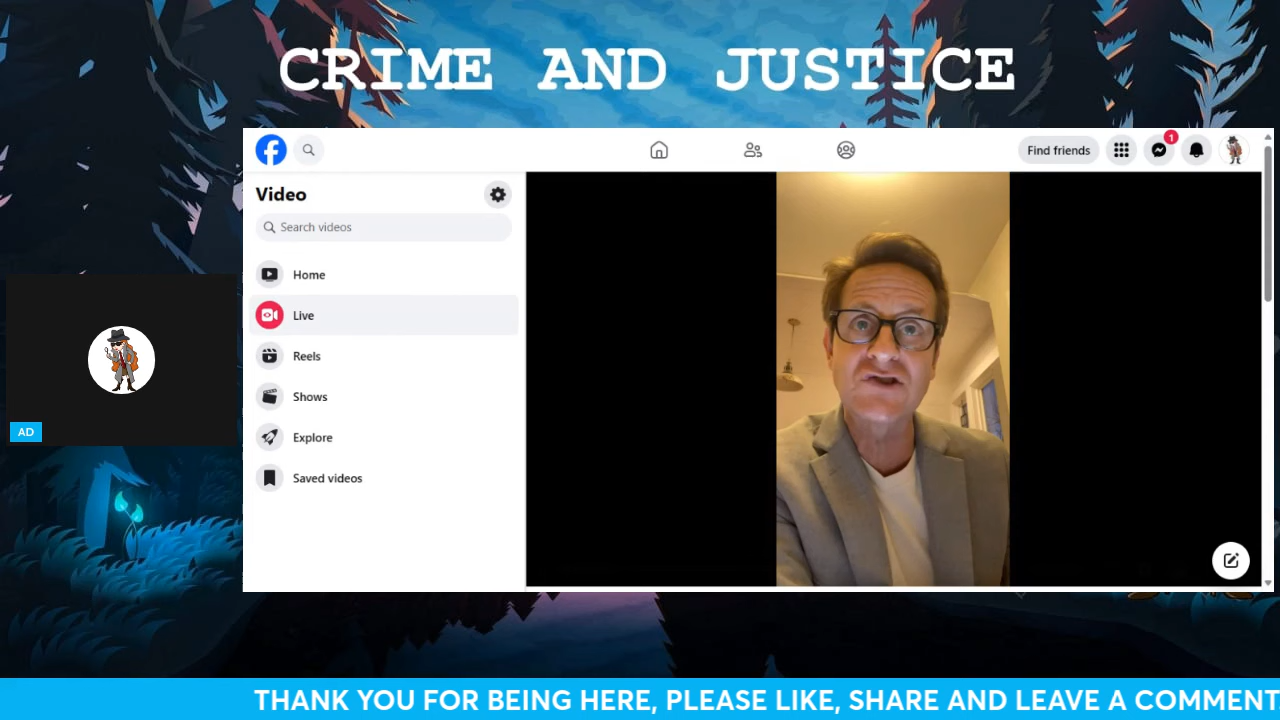 CRIME AND JUSTICE
Find friends
1
Video
Search videos
Home
Live
Reels
Shows
Explore
Saved videos
AD
THANK YOU FOR BEING HERE, PLEASE LIKE, SHARE AND LEAVE A COMMENT